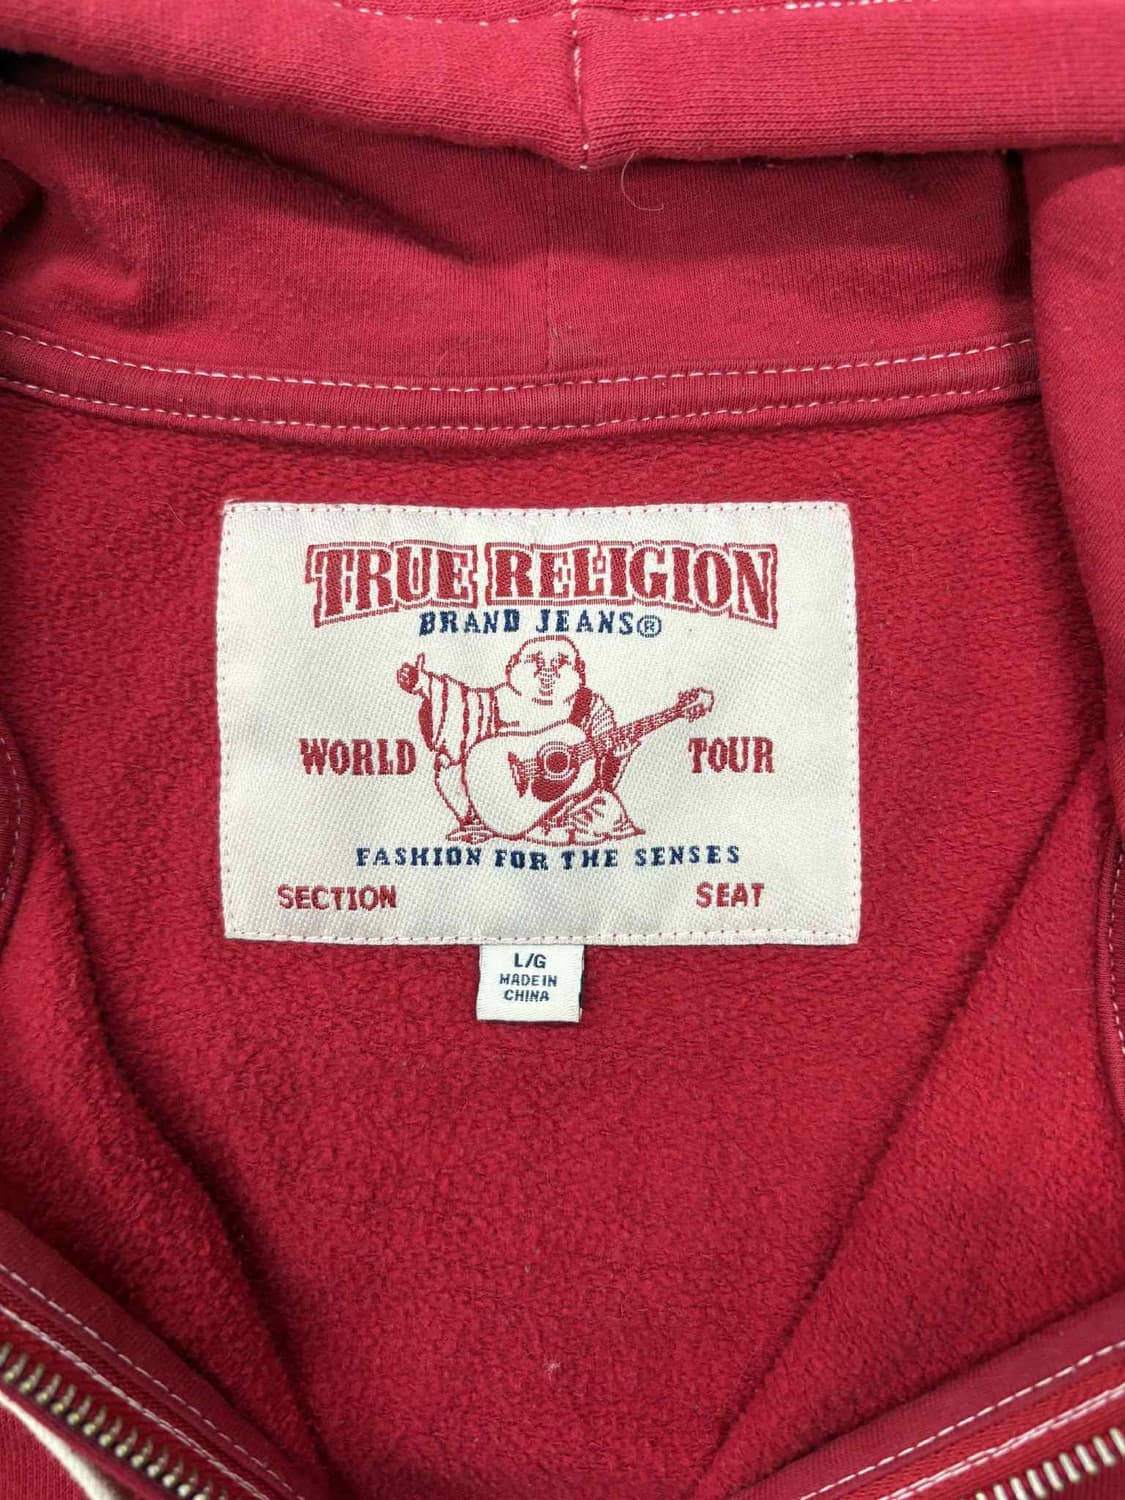 TRUE RELIGION
BRAND JEANS®
WORLD TOUR
FASHION FOR THE SENSES
SECTION SEAT
L/G
MADE IN
CHINA